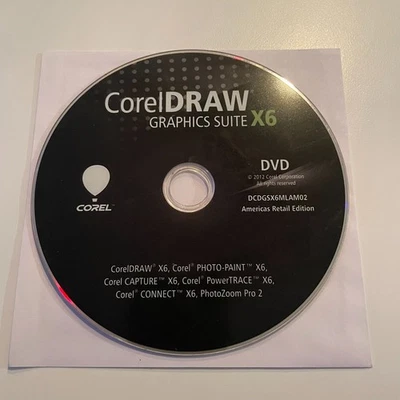 CorelDRAW®
GRAPHICS SUITE X6
DVD
© 2012 Corel Corporation
All rights reserved
DCDGSX6MLAM02
Americas Retail Edition
COREL™
CorelDRAW® X6, Corel® PHOTO-PAINT™ X6,
Corel CAPTURE™ X6, Corel® PowerTRACE™ X6,
Corel® CONNECT™ X6, PhotoZoom Pro 2